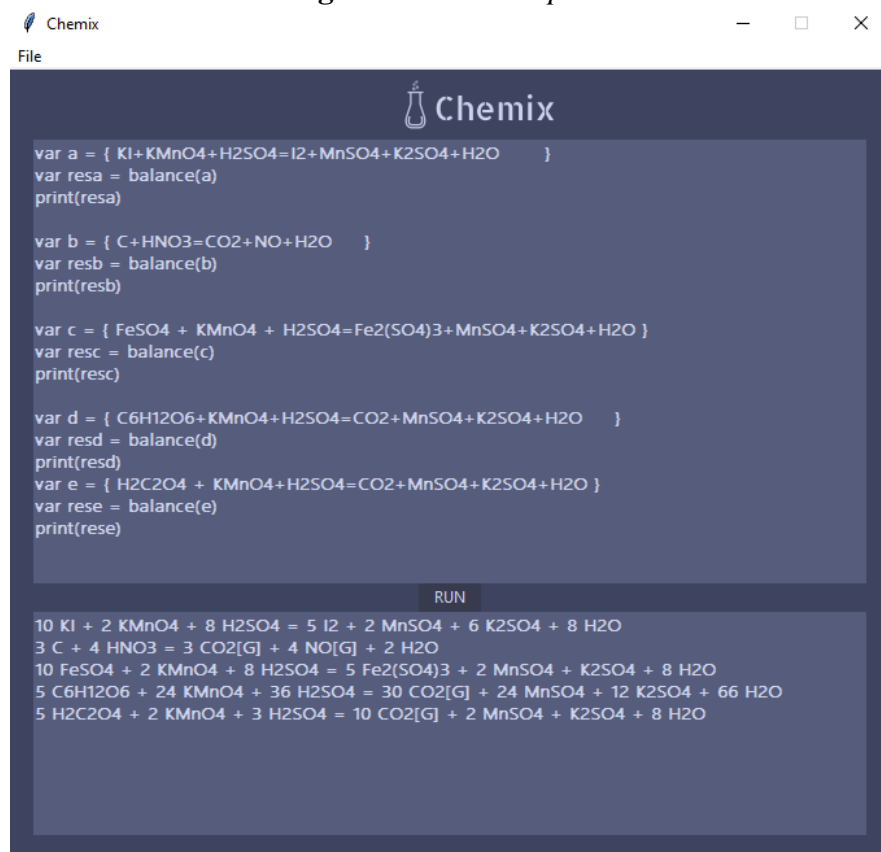 Chemix
File
Chemix
var a = { KI+KMnO4+H2SO4=I2+MnSO4+K2SO4+H2O }
var resa = balance(a)
print(resa)
var b = { C+HNO3=CO2+NO+H2O }
var resb = balance(b)
print(resb)
var c = { FeSO4 + KMnO4 + H2SO4=Fe2(SO4)3+MnSO4+K2SO4+H2O }
var resc = balance(c)
print(resc)
var d = { C6H12O6+KMnO4+H2SO4=CO2+MnSO4+K2SO4+H2O }
var resd = balance(d)
print(resd)
var e = { H2C2O4 + KMnO4+H2SO4=CO2+MnSO4+K2SO4+H2O }
var rese = balance(e)
print(rese)
RUN
10 KI + 2 KMnO4 + 8 H2SO4 = 5 I2 + 2 MnSO4 + 6 K2SO4 + 8 H2O
3 C + 4 HNO3 = 3 CO2[G] + 4 NO[G] + 2 H2O
10 FeSO4 + 2 KMnO4 + 8 H2SO4 = 5 Fe2(SO4)3 + 2 MnSO4 + K2SO4 + 8 H2O
5 C6H12O6 + 24 KMnO4 + 36 H2SO4 = 30 CO2[G] + 24 MnSO4 + 12 K2SO4 + 66 H2O
5 H2C2O4 + 2 KMnO4 + 3 H2SO4 = 10 CO2[G] + 2 MnSO4 + K2SO4 + 8 H2O